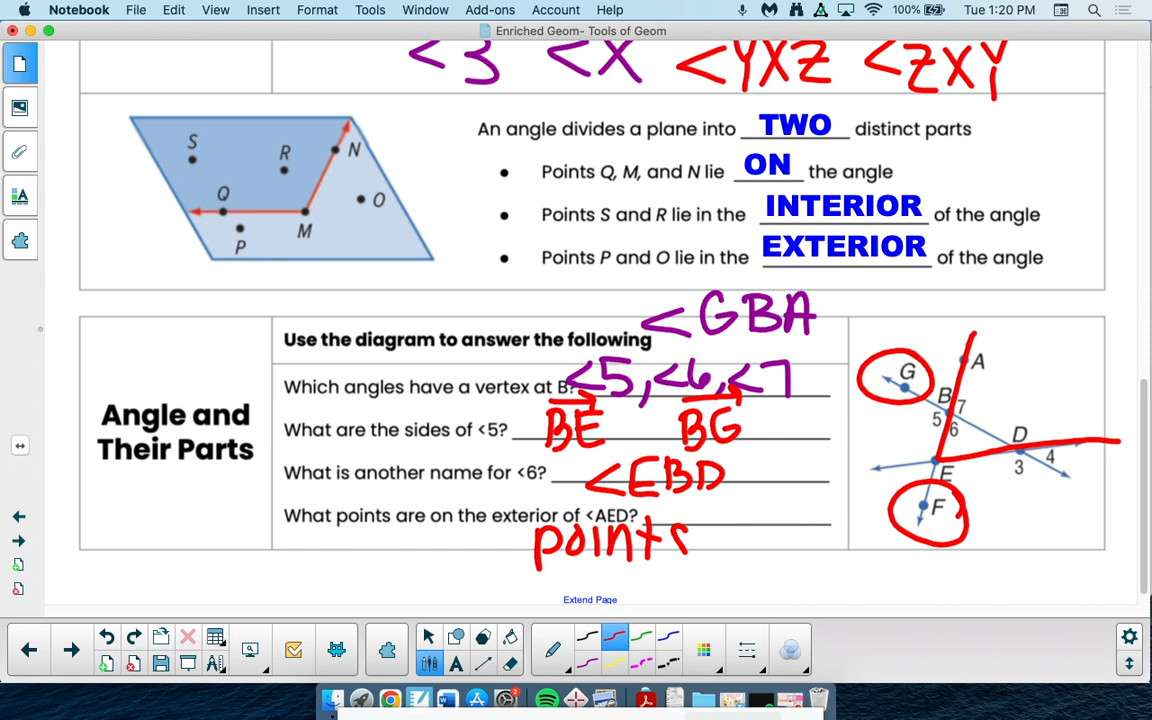 Notebook File Edit View Insert Format Tools Window Add-ons Account Help 100% Tue 1:20 PM
Enriched Geom- Tools of Geom
<3 <X <YXZ <ZXY
S R N Q O M P
An angle divides a plane into TWO distinct parts
• Points Q, M, and N lie ON the angle
• Points S and R lie in the INTERIOR of the angle
• Points P and O lie in the EXTERIOR of the angle
Angle and
Their Parts
<GBA
Use the diagram to answer the following
Which angles have a vertex at B? <5, <6, <7
What are the sides of <5? BE BG
What is another name for <6? <EBD
What points are on the exterior of <AED?
points
G A B 7 5 6 D 4 3 E F
Extend Page
A
2